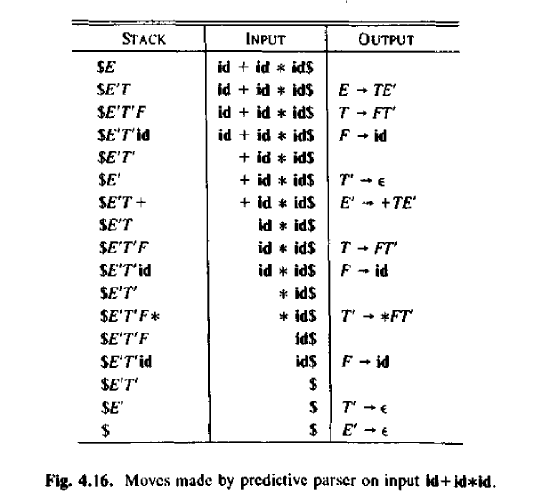 STACK INPUT OUTPUT
$E id + id * id$
$E'T id + id * id$ E → TE'
$E'T'F id + id * id$ T → FT'
$E'T'id id + id * id$ F → id
$E'T' + id * id$
$E' + id * id$ T' → ϵ
$E'T+ + id * id$ E' → +TE'
$E'T id * id$
$E'T'F id * id$ T → FT'
$E'T'id id * id$ F → id
$E'T' * id$
$E'T'F* * id$ T' → *FT'
$E'T'F id$
$E'T'id id$ F → id
$E'T' $
$E' $ T' → ϵ
$ $ E' → ϵ
Fig. 4.16. Moves made by predictive parser on input id+id*id.